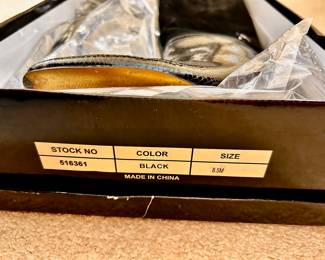 STOCK NO COLOR SIZE
516361 BLACK 8.5M
MADE IN CHINA